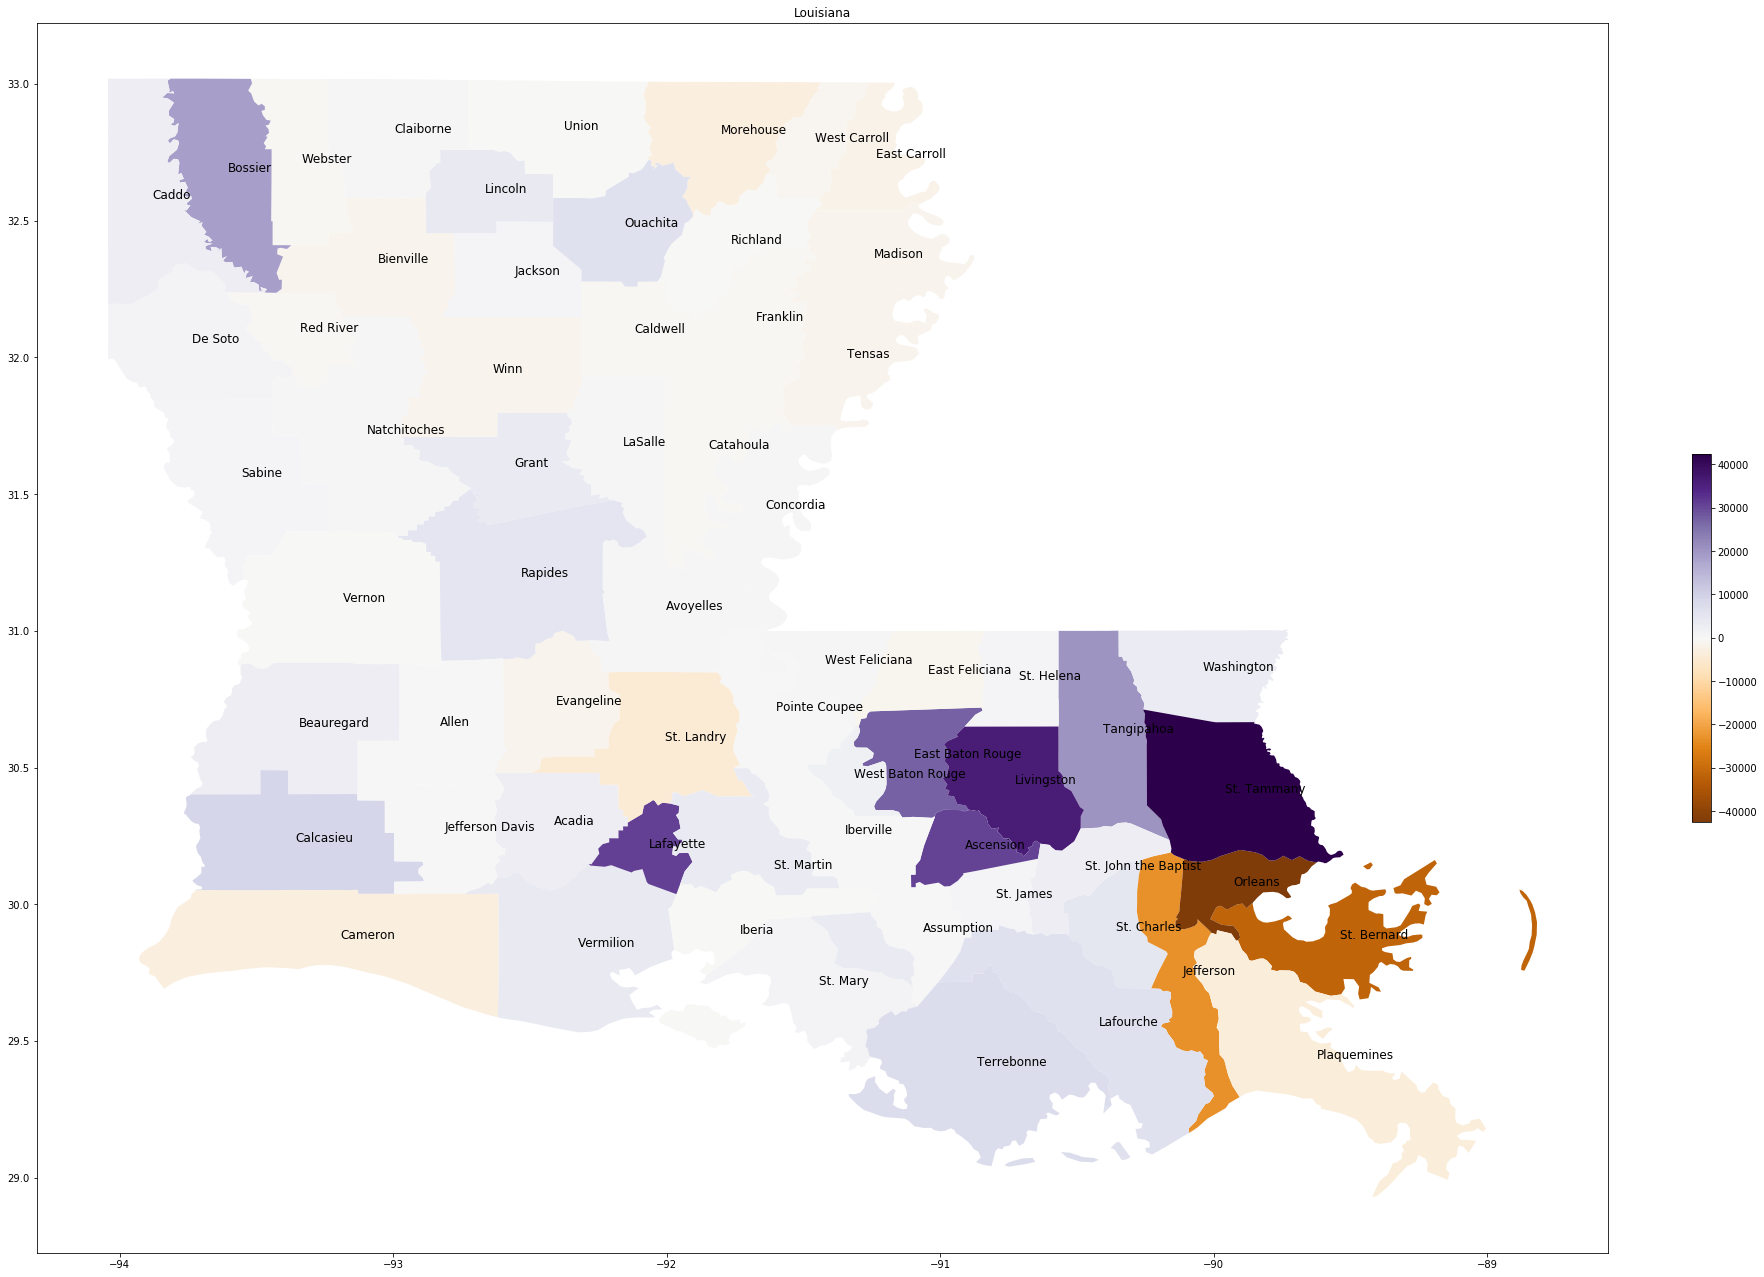 Louisiana
33.0
Claiborne
Union
Morehouse
West Carroll
East Carroll
Webster
Bossier
Caddo
Lincoln
32.5
Ouachita
Richland
Madison
Bienville
Jackson
Franklin
Red River
Caldwell
De Soto
32.0
Tensas
Winn
Natchitoches
LaSalle
Catahoula
Grant
Sabine
31.5
Concordia
Rapides
Vernon
Avoyelles
31.0
West Feliciana
East Feliciana
St. Helena
Washington
Evangeline
Pointe Coupee
Beauregard
Allen
Tangipahoa
St. Landry
East Baton Rouge
30.5
West Baton Rouge
Livingston
St. Tammany
Acadia
Jefferson Davis
Iberville
Calcasieu
Lafayette
Ascension
St. Martin
St. John the Baptist
Orleans
St. James
30.0
Cameron
Vermilion
Iberia
Assumption
St. Charles
St. Bernard
St. Mary
Jefferson
Lafourche
29.5
Terrebonne
Plaquemines
29.0
−94
−93
−92
−91
−90
−89
40000
30000
20000
10000
0
−10000
−20000
−30000
−40000